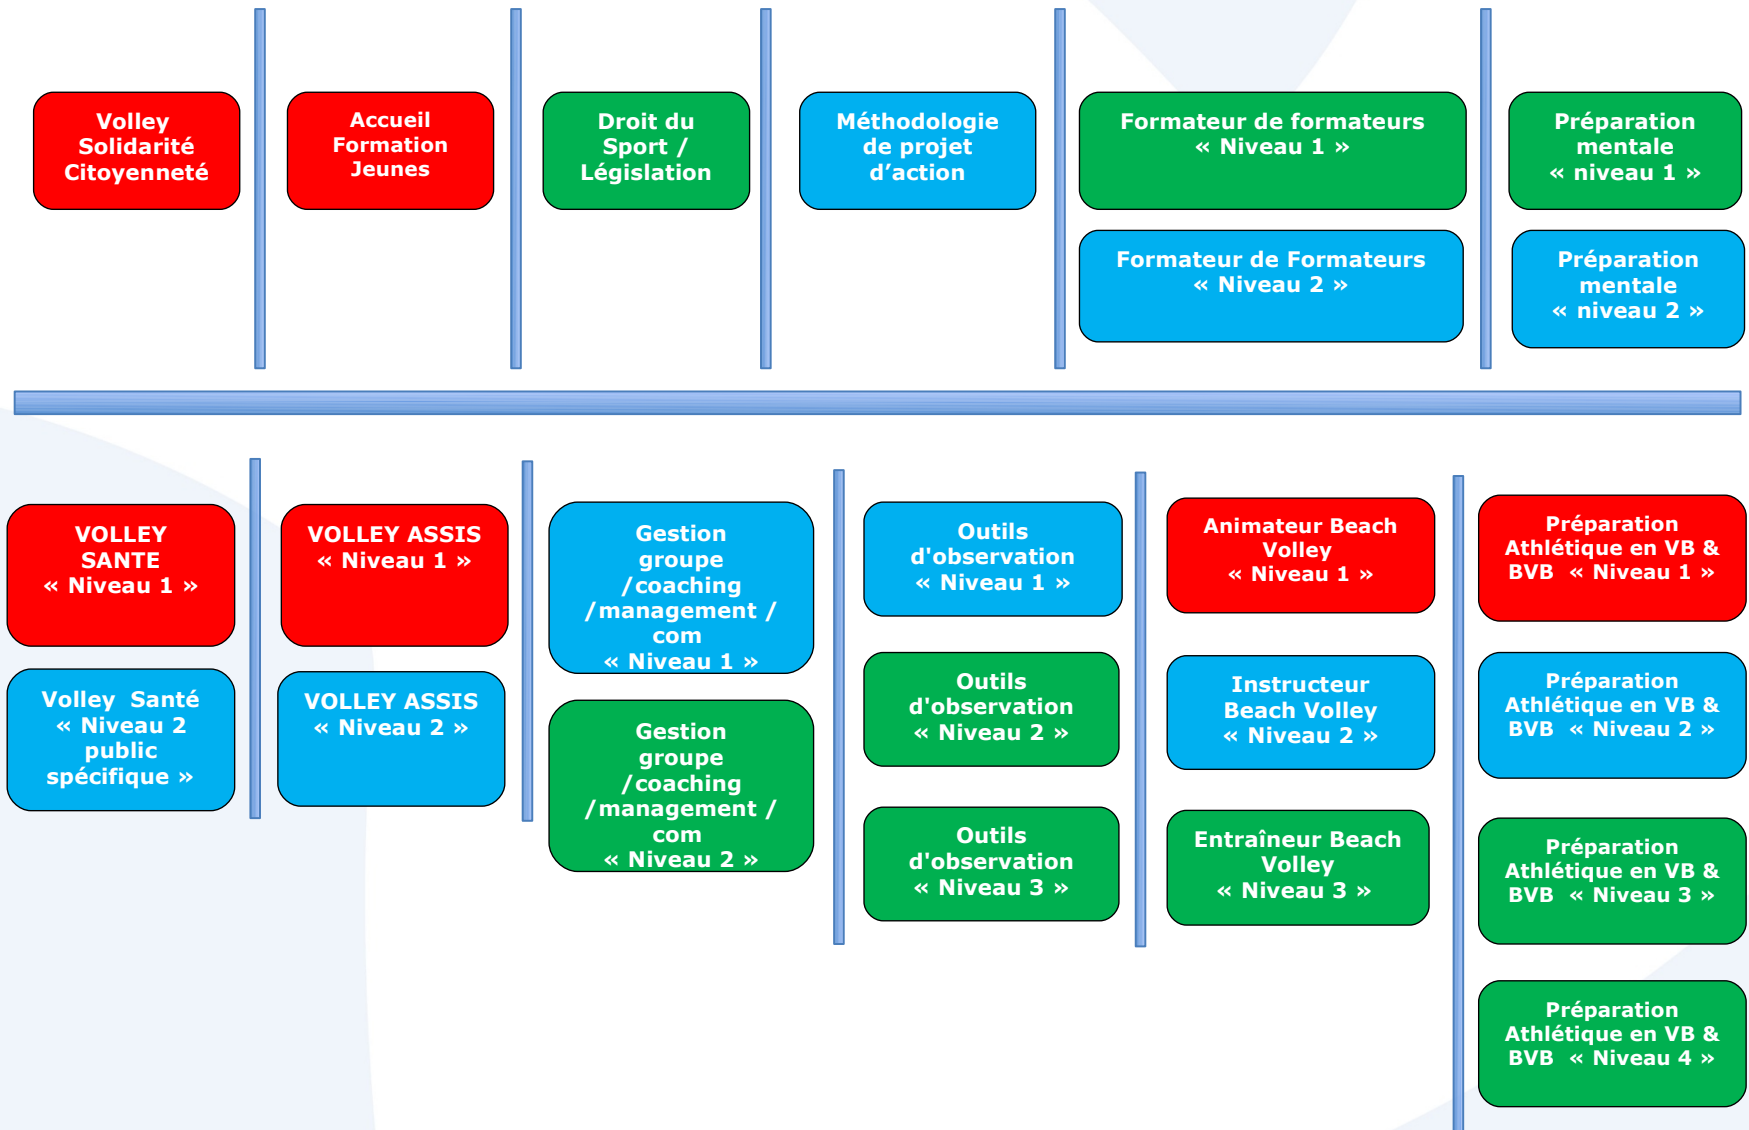 Volley
Solidarité
Citoyenneté
Accueil
Formation
Jeunes
Droit du
Sport /
Législation
Méthodologie
de projet
d’action
Formateur de formateurs
« Niveau 1 »
Préparation
mentale
« niveau 1 »
Formateur de Formateurs
« Niveau 2 »
Préparation
mentale
« niveau 2 »
VOLLEY
SANTE
« Niveau 1 »
Volley  Santé
« Niveau 2
public
spécifique »
VOLLEY ASSIS
« Niveau 1 »
VOLLEY ASSIS
« Niveau 2 »
Gestion
groupe
/coaching
/management /
com
« Niveau 1 »
Gestion
groupe
/coaching
/management /
com
« Niveau 2 »
Outils
d'observation
« Niveau 1 »
Outils
d'observation
« Niveau 2 »
Outils
d'observation
« Niveau 3 »
Animateur Beach
Volley
« Niveau 1 »
Instructeur
Beach Volley
« Niveau 2 »
Entraîneur Beach
Volley
« Niveau 3 »
Préparation
Athlétique en VB &
BVB  « Niveau 1 »
Préparation
Athlétique en VB &
BVB  « Niveau 2 »
Préparation
Athlétique en VB &
BVB  « Niveau 3 »
Préparation
Athlétique en VB &
BVB  « Niveau 4 »